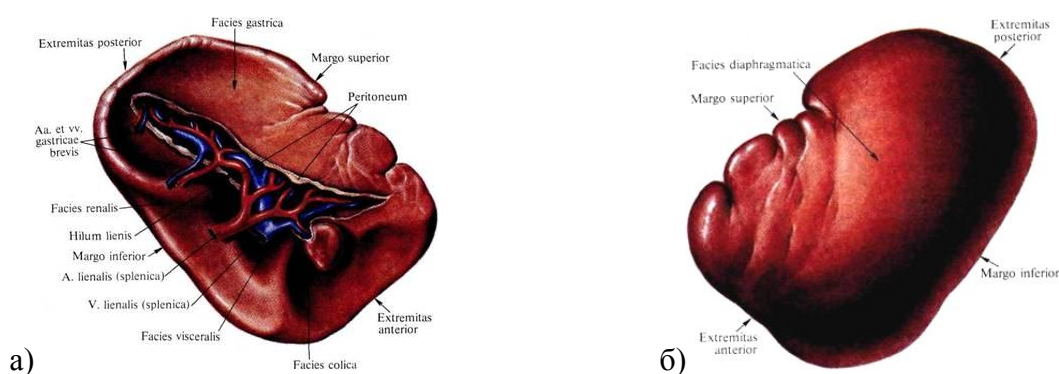 Facies gastrica
Extremitas posterior
Margo superior
Peritoneum
Aa. et vv.
gastricae
brevis
Facies renalis
Hilum lienis
Margo inferior
A. lienalis (splenica)
V. lienalis (splenica)
Facies visceralis
Extremitas
anterior
Facies colica
а)
Extremitas
posterior
Facies diaphragmatica
Margo superior
Margo inferior
Extremitas
anterior
б)